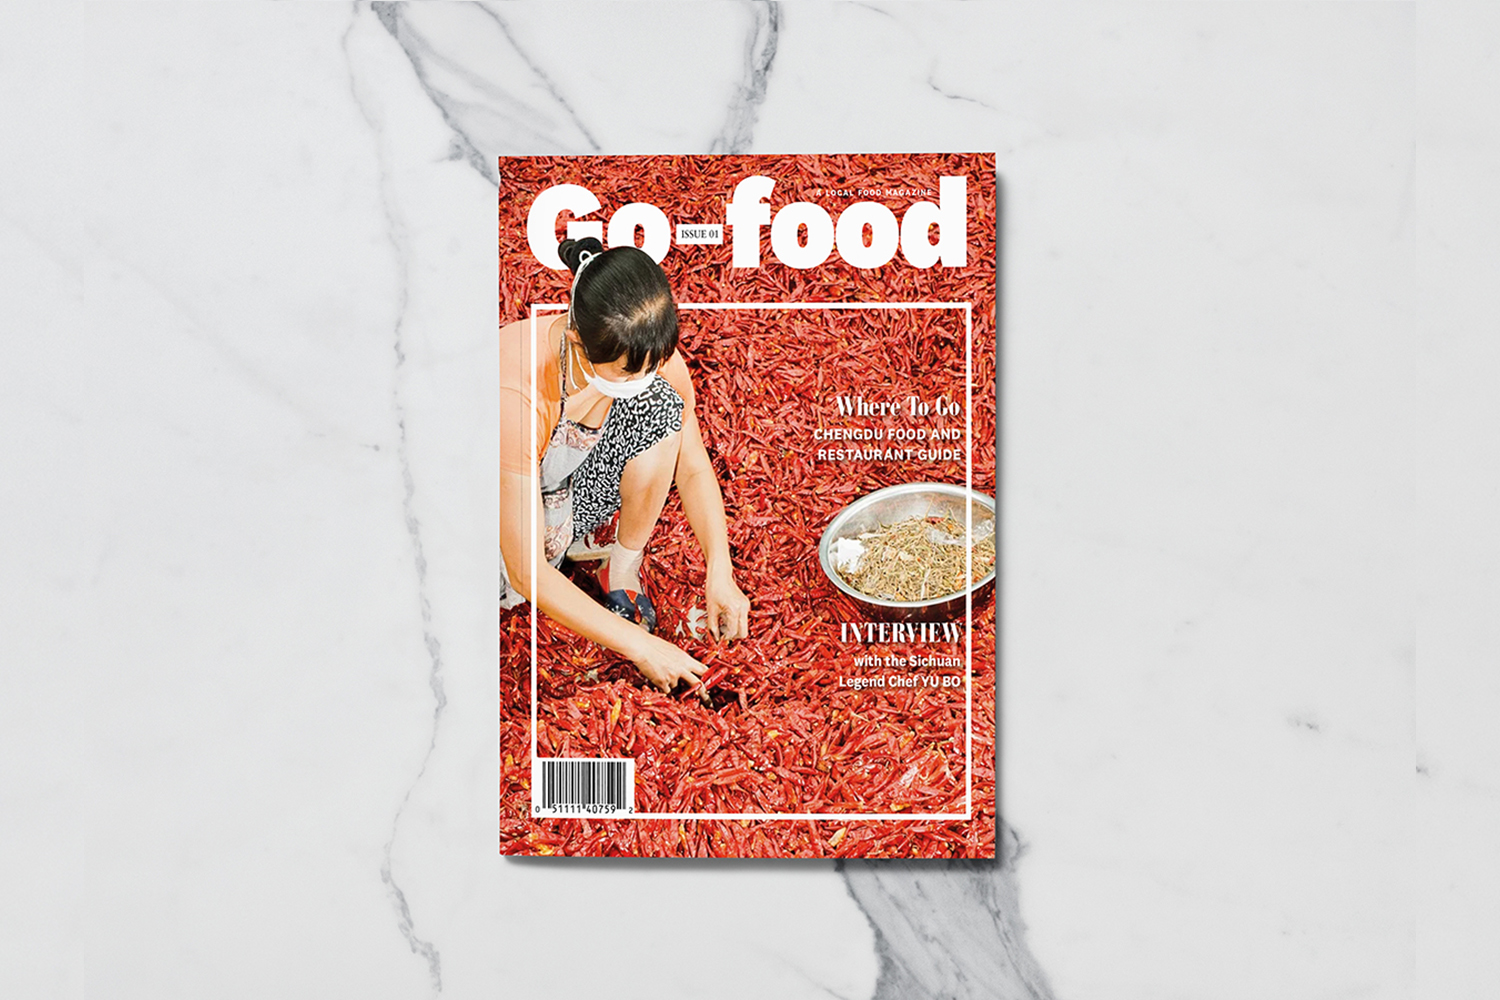 A LOCAL FOOD MAGAZINE
Go-food
ISSUE 01
Where To Go
CHENGDU FOOD AND
RESTAURANT GUIDE
INTERVIEW
with the Sichuan
Legend Chef YU BO
0 51111 40759 2